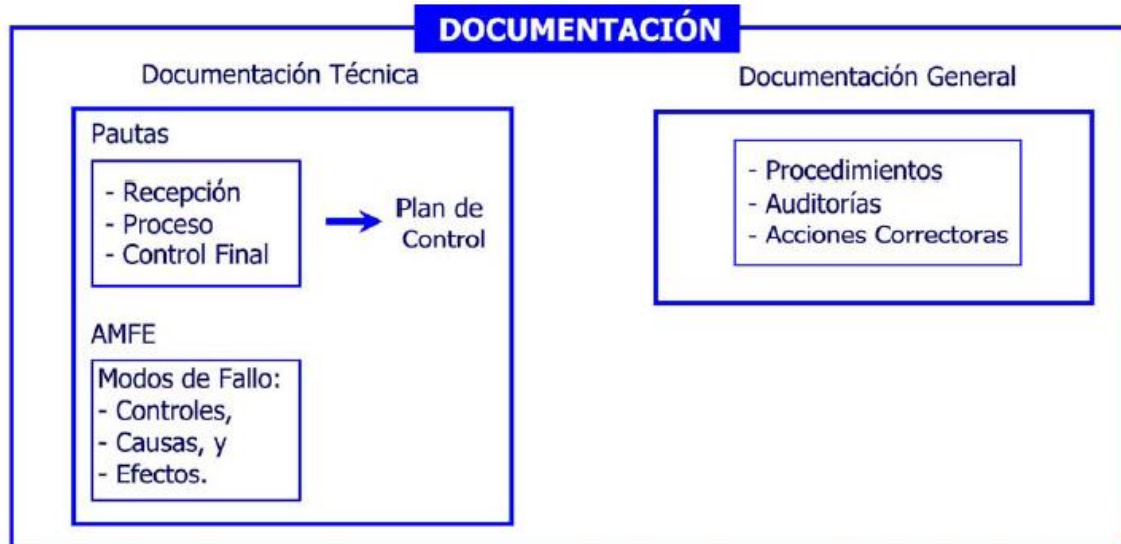 DOCUMENTACIÓN
Documentación Técnica
Pautas
- Recepción
- Proceso
- Control Final
Plan de
Control
AMFE
Modos de Fallo:
- Controles,
- Causas, y
- Efectos.
Documentación General
- Procedimientos
- Auditorías
- Acciones Correctoras